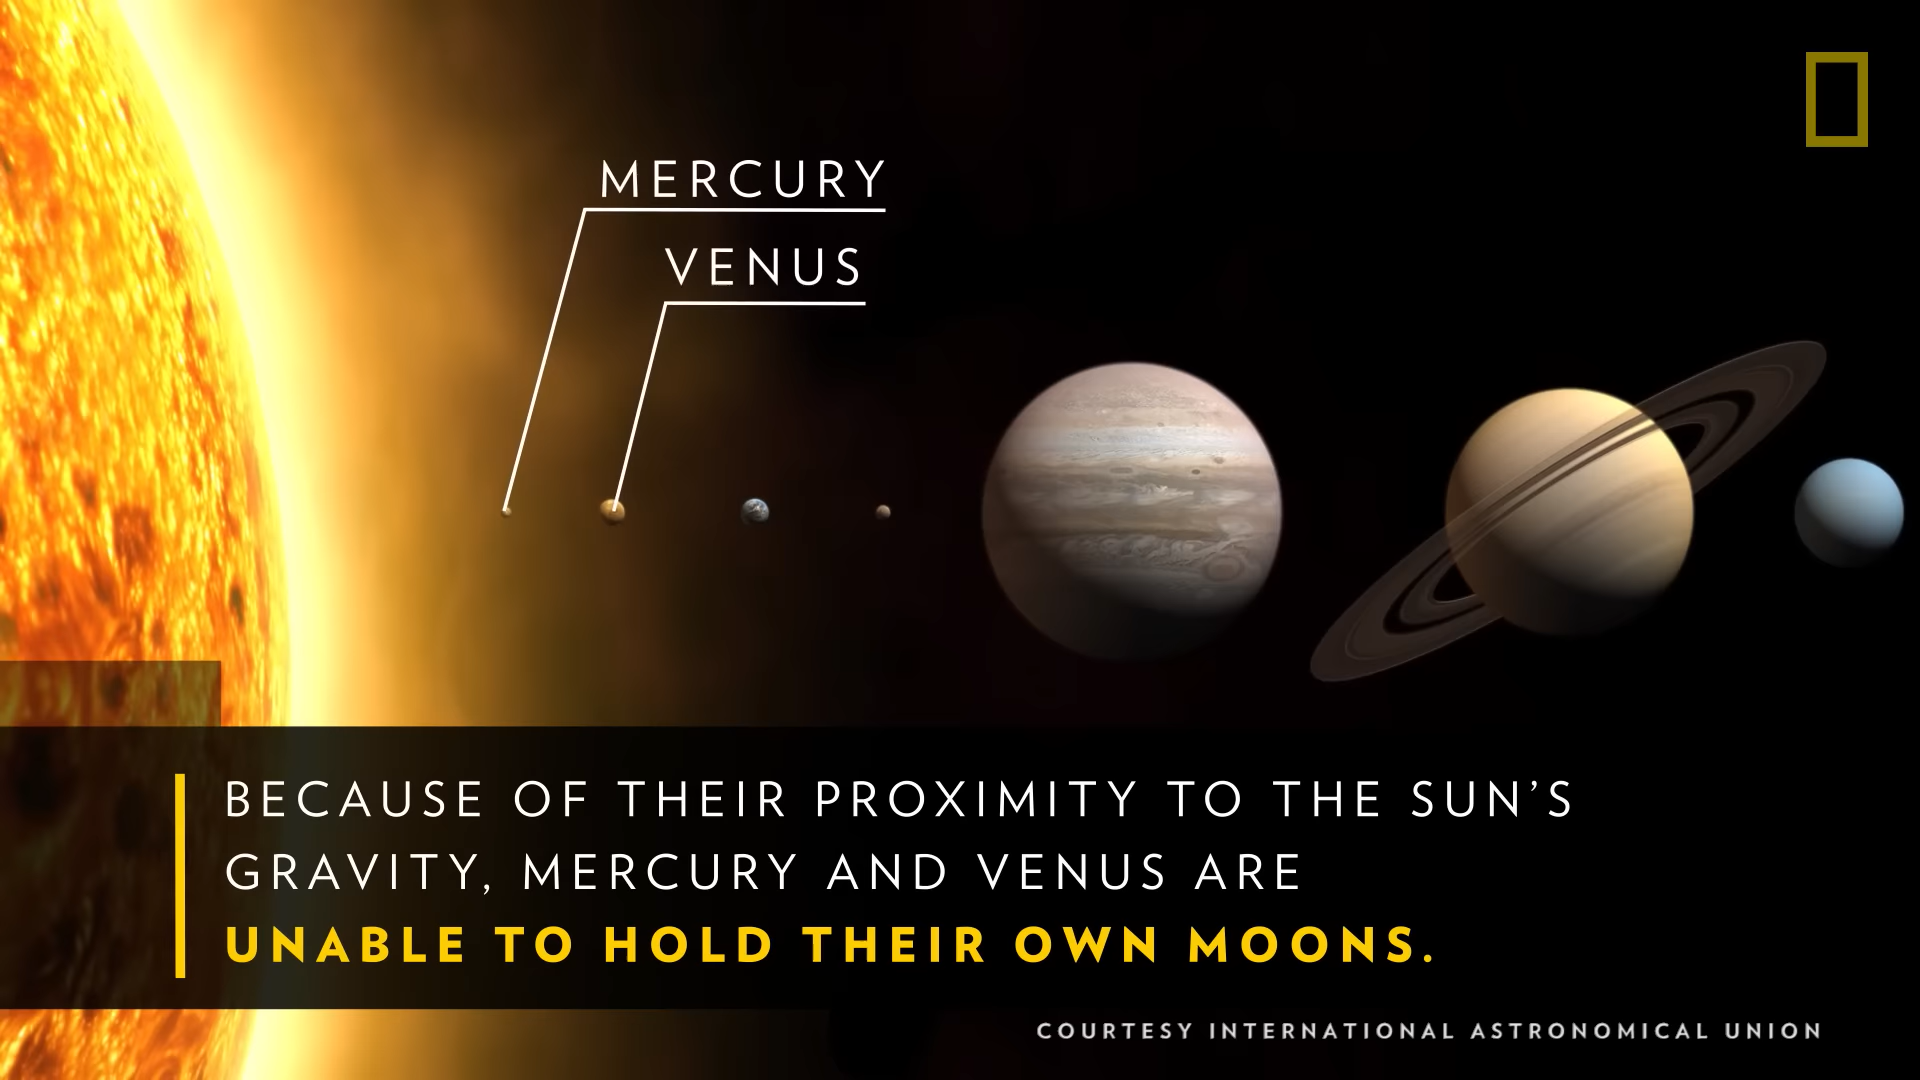 MERCURY
VENUS
BECAUSE OF THEIR PROXIMITY TO THE SUN’S
GRAVITY, MERCURY AND VENUS ARE
UNABLE TO HOLD THEIR OWN MOONS.
COURTESY INTERNATIONAL ASTRONOMICAL UNION